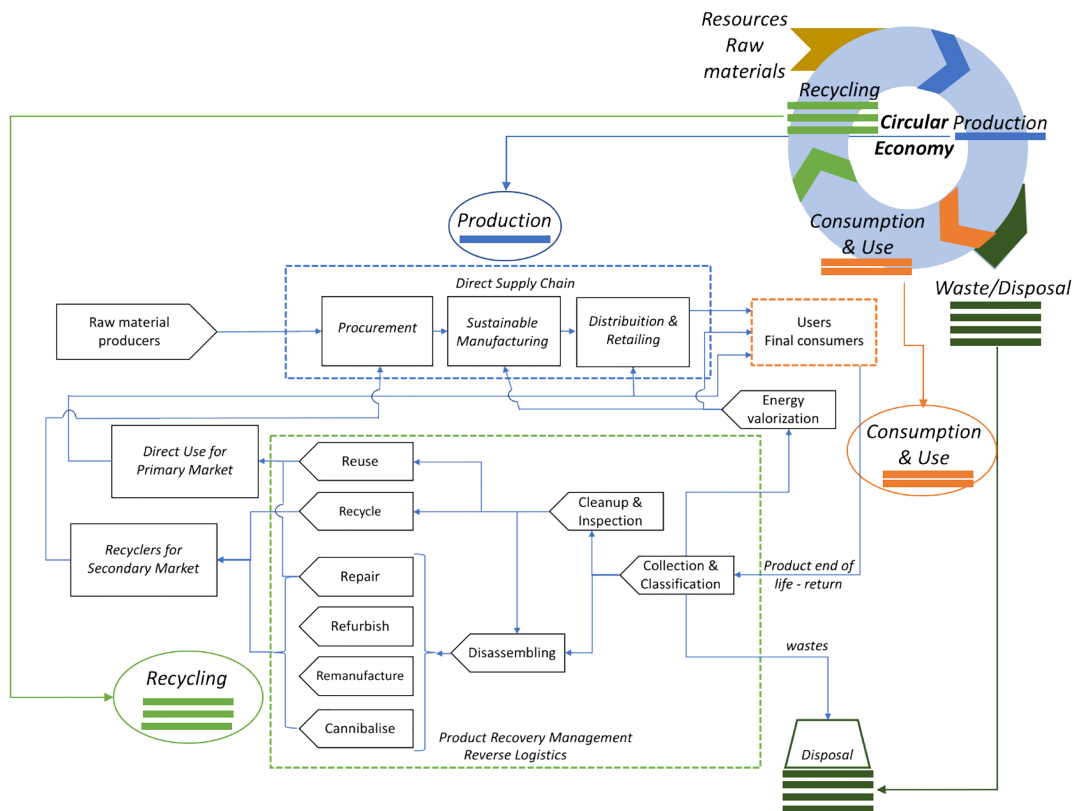 Resources
Raw
materials
Recycling
Circular
Economy
Production
Consumption
& Use
Waste/Disposal
Production
Direct Supply Chain
Raw material
producers
Procurement
Sustainable
Manufacturing
Distribuition &
Retailing
Users
Final consumers
Energy
valorization
Consumption
& Use
Direct Use for
Primary Market
Reuse
Recycle
Cleanup &
Inspection
Recyclers for
Secondary Market
Repair
Collection &
Classification
Product end of
life - return
Refurbish
Disassembling
wastes
Remanufacture
Recycling
Cannibalise
Product Recovery Management
Reverse Logistics
Disposal